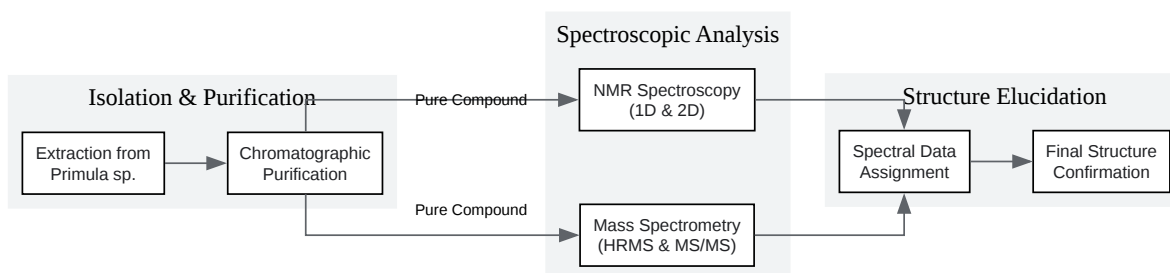 Isolation & Purification
Extraction from
Primula sp.
Chromatographic
Purification
Pure Compound
Pure Compound
Spectroscopic Analysis
NMR Spectroscopy
(1D & 2D)
Mass Spectrometry
(HRMS & MS/MS)
Structure Elucidation
Spectral Data
Assignment
Final Structure
Confirmation